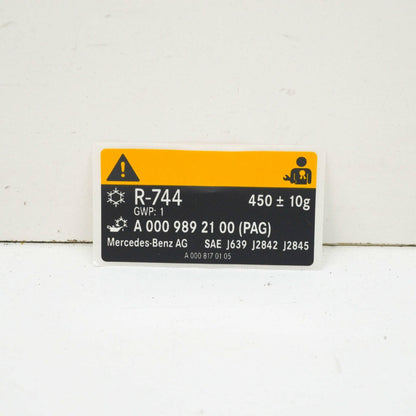 R-744 450 ± 10g
GWP: 1
A 000 989 21 00 (PAG)
Mercedes-Benz AG SAE J639 J2842 J2845
A 000 817 01 05